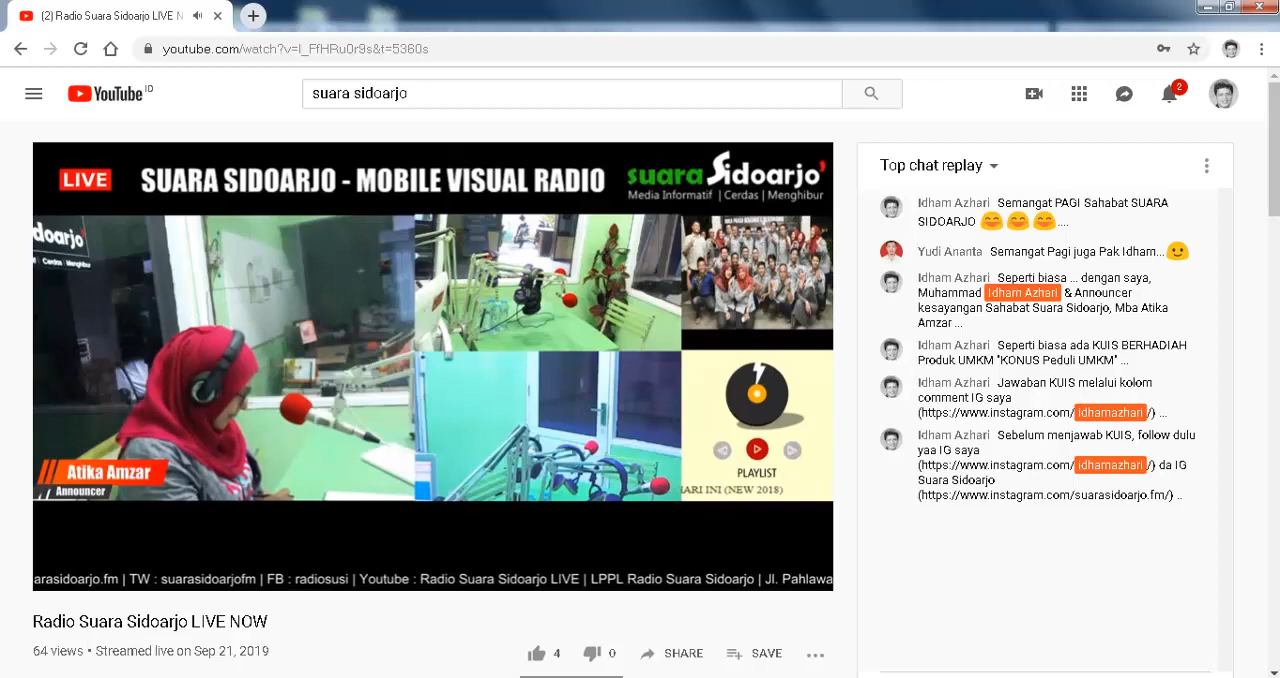 (2) Radio Suara Sidoarjo LIVE N
youtube.com/watch?v=I_FfHRu0r9s&t=5360s
YouTube ID
suara sidoarjo
2
LIVE
SUARA SIDOARJO - MOBILE VISUAL RADIO
suara Sidoarjo'
Media Informatif | Cerdas | Menghibur
doarjo'
Atika Amzar
Announcer
PLAYLIST
HARI INI (NEW 2018)
arasidoarjo.fm | TW : suarasidoarjofm | FB : radiosusi | Youtube : Radio Suara Sidoarjo LIVE | LPPL Radio Suara Sidoarjo | Jl. Pahlawa
Radio Suara Sidoarjo LIVE NOW
64 views • Streamed live on Sep 21, 2019
4
0
SHARE
SAVE
Top chat replay
Idham Azhari Semangat PAGI Sahabat SUARA
SIDOARJO 😊😊😊 ....
Yudi Ananta Semangat Pagi juga Pak Idham...🙂
Idham Azhari Seperti biasa ... dengan saya,
Muhammad Idham Azhari & Announcer
kesayangan Sahabat Suara Sidoarjo, Mba Atika
Amzar ...
Idham Azhari Seperti biasa ada KUIS BERHADIAH
Produk UMKM "KONUS Peduli UMKM" ...
Idham Azhari Jawaban KUIS melalui kolom
comment IG saya
(https://www.instagram.com/idhamazhari/) ...
Idham Azhari Sebelum menjawab KUIS, follow dulu
yaa IG saya
(https://www.instagram.com/idhamazhari/) da IG
Suara Sidoarjo
(https://www.instagram.com/suarasidoarjo.fm/) ..